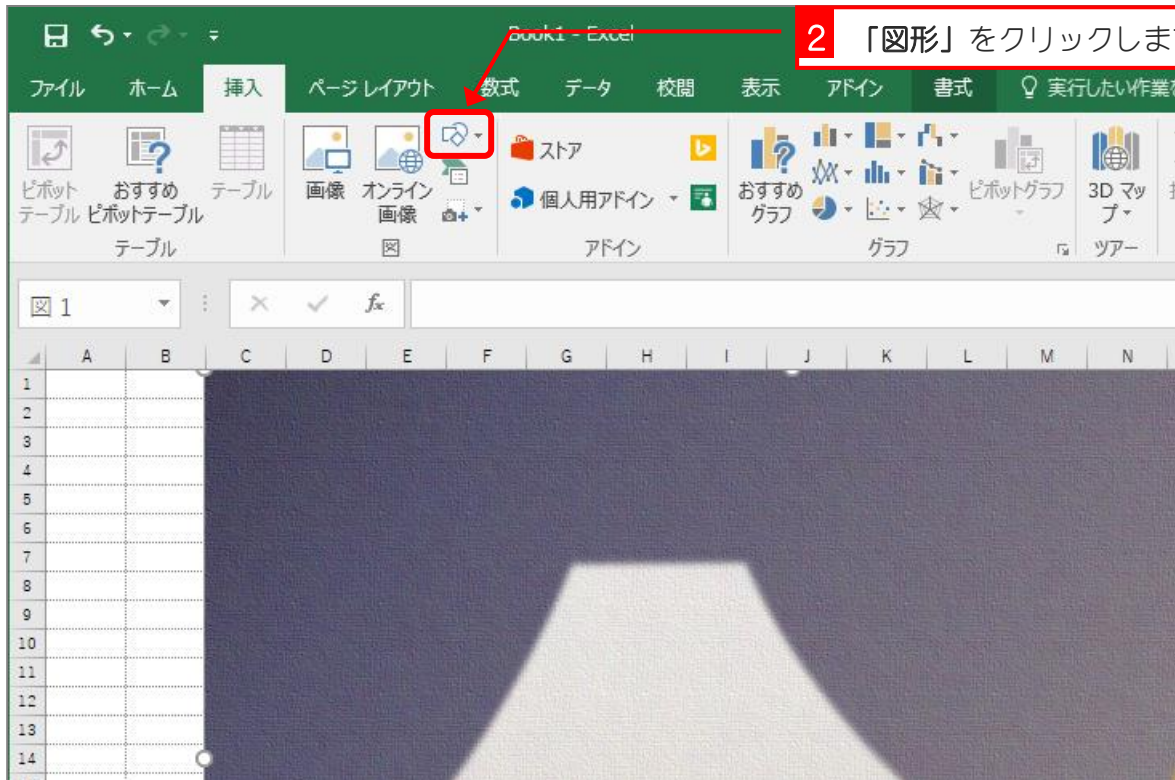 Book1 - Excel
2 「図形」をクリックしま
ファイル ホーム 挿入 ページ レイアウト 数式 データ 校閲 表示 アドイン 書式 実行したい作業
ピボット
テーブル
おすすめ
ピボットテーブル
テーブル
画像
オンライン
画像
ストア
個人用アドイン
おすすめ
グラフ
ピボットグラフ
3D マッ
プ
テーブル 図 アドイン グラフ ツアー
図 1 fx
A B C D E F G H I J K L M N
1
2
3
4
5
6
7
8
9
10
11
12
13
14